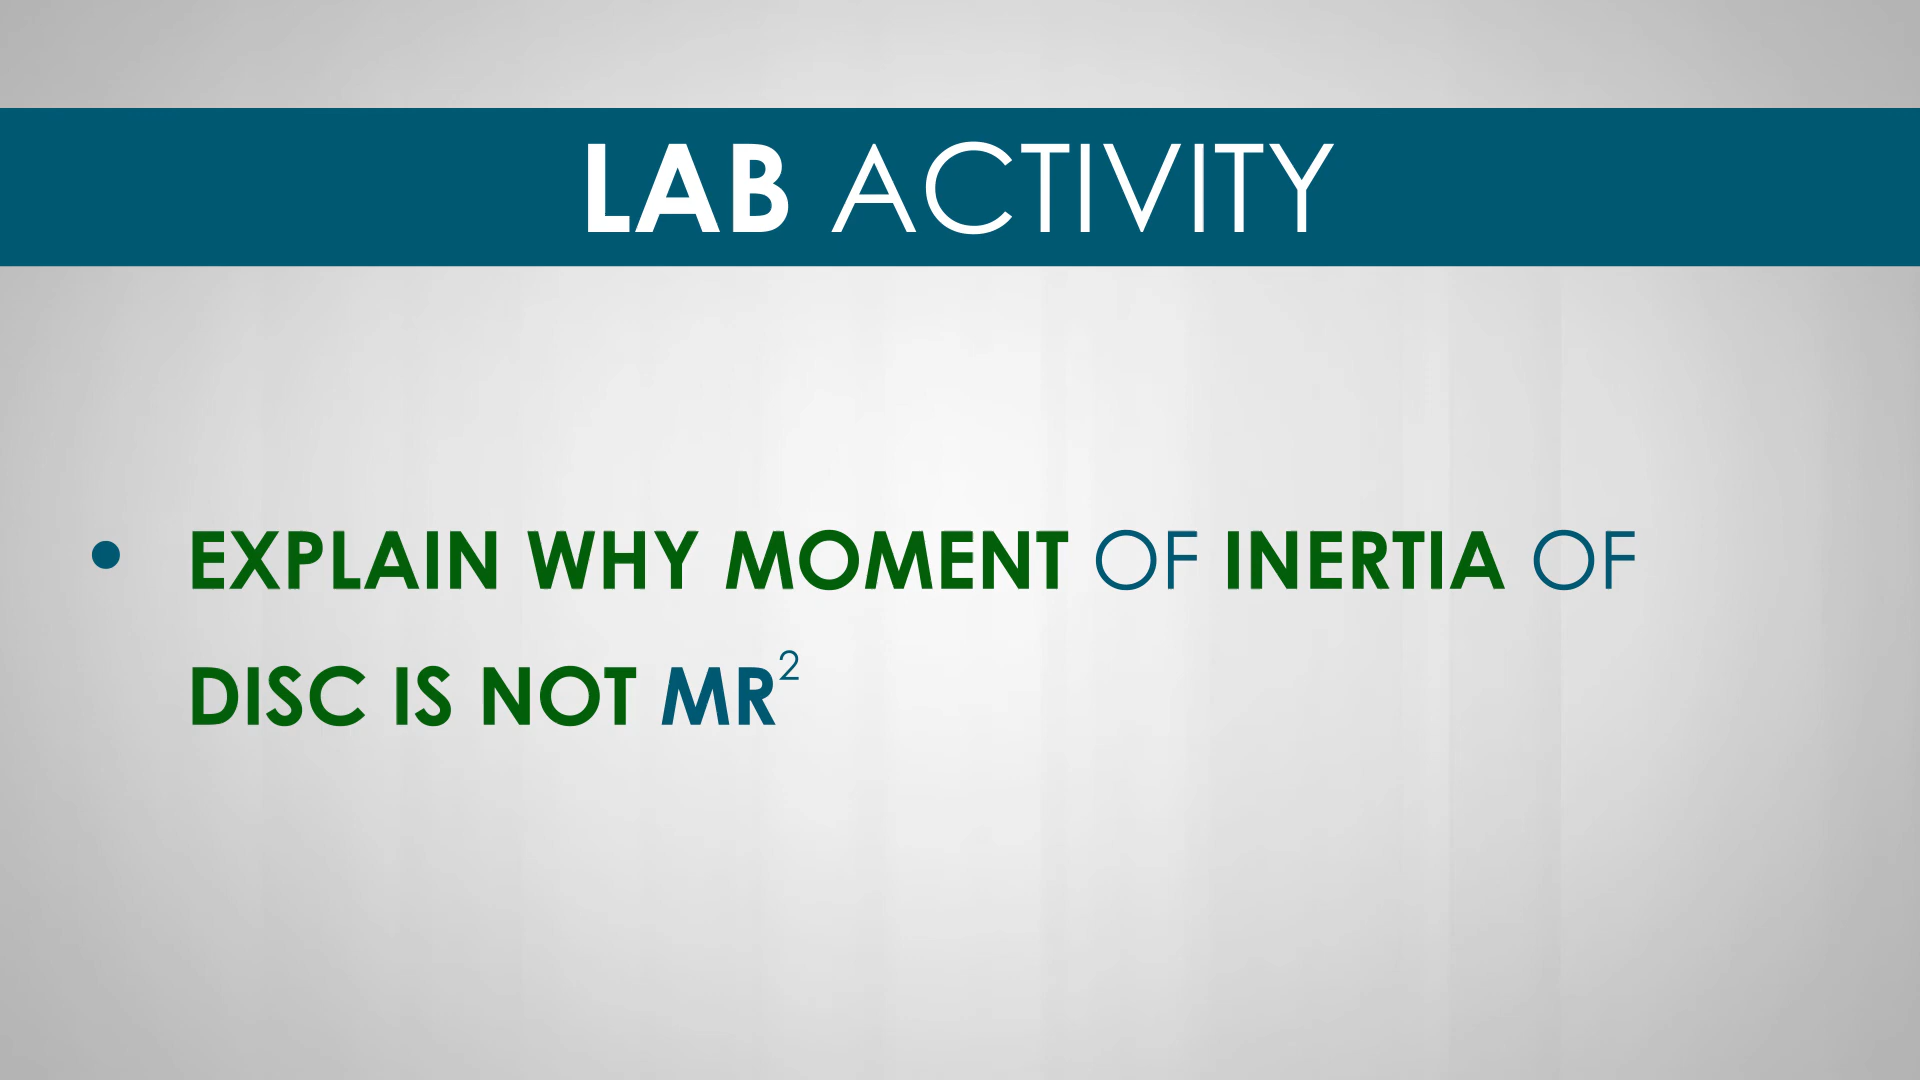 LAB ACTIVITY
• EXPLAIN WHY MOMENT OF INERTIA OF
DISC IS NOT MR²